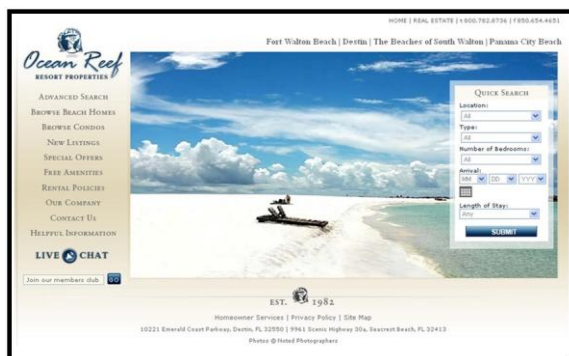 HOME | REAL ESTATE | t 800.782.8736 | f 850.654.4651
Fort Walton Beach | Destin | The Beaches of South Walton | Panama City Beach
Ocean Reef
RESORT PROPERTIES
ADVANCED SEARCH
BROWSE BEACH HOMES
BROWSE CONDOS
NEW LISTINGS
SPECIAL OFFERS
FREE AMENITIES
RENTAL POLICIES
OUR COMPANY
CONTACT US
HELPFUL INFORMATION
LIVE CHAT
Join our members club. GO
QUICK SEARCH
Location:
All
Type:
All
Number of Bedrooms:
All
Arrival:
MM DD YYYY
Length of Stay:
Any
SUBMIT
EST. 1982
Homeowner Services | Privacy Policy | Site Map
10221 Emerald Coast Parkway, Destin, FL 32550 | 9961 Scenic Highway 30a, Seacrest Beach, FL 32413
Photos © Noted Photographers